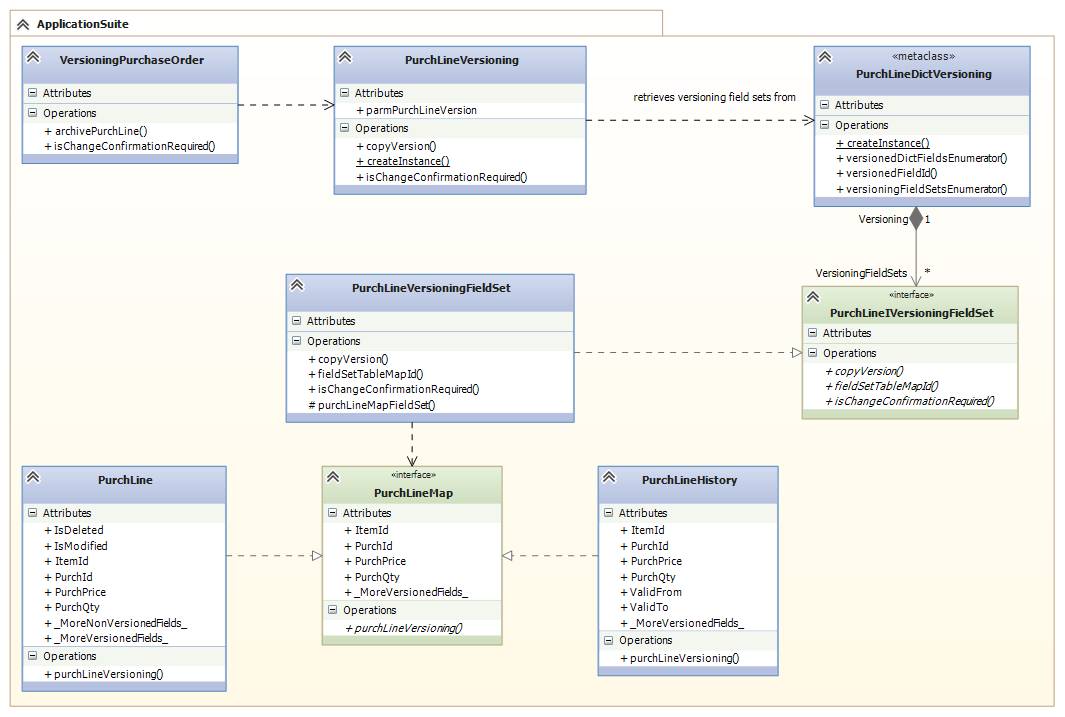 ApplicationSuite
VersioningPurchaseOrder
Attributes
Operations
+ archivePurchLine()
+ isChangeConfirmationRequired()
PurchLineVersioning
Attributes
+ parmPurchLineVersion
Operations
+ copyVersion()
+ createInstance()
+ isChangeConfirmationRequired()
retrieves versioning field sets from
«metaclass»
PurchLineDictVersioning
Attributes
Operations
+ createInstance()
+ versionedDictFieldsEnumerator()
+ versionedFieldId()
+ versioningFieldSetsEnumerator()
Versioning 1
VersioningFieldSets *
PurchLineVersioningFieldSet
Attributes
Operations
+ copyVersion()
+ fieldSetTableMapId()
+ isChangeConfirmationRequired()
# purchLineMapFieldSet()
«interface»
PurchLineIVersioningFieldSet
Attributes
Operations
+ copyVersion()
+ fieldSetTableMapId()
+ isChangeConfirmationRequired()
PurchLine
Attributes
+ IsDeleted
+ IsModified
+ ItemId
+ PurchId
+ PurchPrice
+ PurchQty
+ _MoreNonVersionedFields_
+ _MoreVersionedFields_
Operations
+ purchLineVersioning()
«interface»
PurchLineMap
Attributes
+ ItemId
+ PurchId
+ PurchPrice
+ PurchQty
+ _MoreVersionedFields_
Operations
+ purchLineVersioning()
PurchLineHistory
Attributes
+ ItemId
+ PurchId
+ PurchPrice
+ PurchQty
+ ValidFrom
+ ValidTo
+ _MoreVersionedFields_
Operations
+ purchLineVersioning()